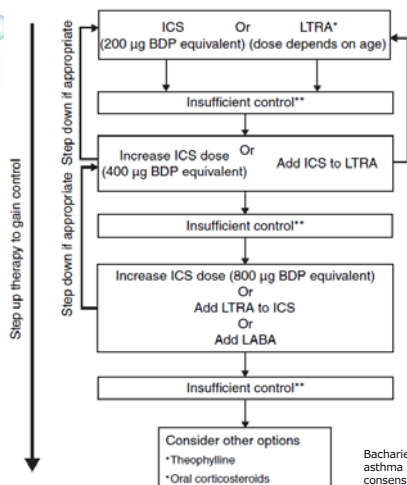 ICS Or LTRA*
(200 µg BDP equivalent) (dose depends on age)
Insufficient control**
Increase ICS dose Or Add ICS to LTRA
(400 µg BDP equivalent)
Insufficient control**
Increase ICS dose (800 µg BDP equivalent)
Or
Add LTRA to ICS
Or
Add LABA
Insufficient control**
Consider other options
•Theophylline
•Oral corticosteroids
Step up therapy to gain control
Step down if appropriate
Step down if appropriate
asthma